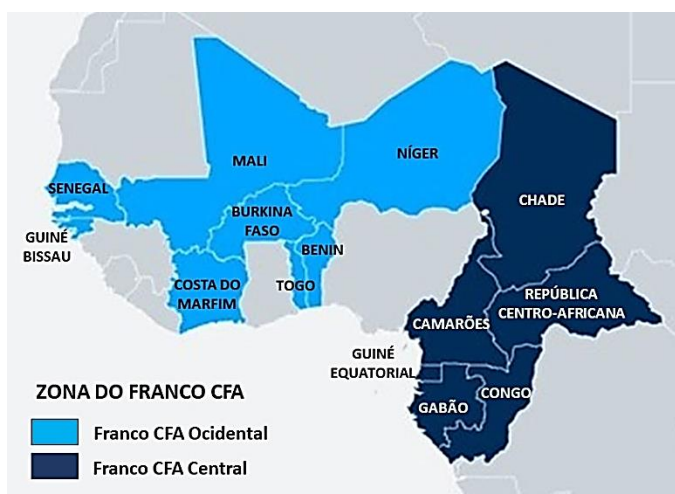 MALI
NÍGER
SENEGAL
CHADE
BURKINA
FASO
GUINÉ
BISSAU
BENIN
COSTA DO
MARFIM
TOGO
REPÚBLICA
CENTRO-AFRICANA
CAMARÕES
GUINÉ
EQUATORIAL
GABÃO
CONGO
ZONA DO FRANCO CFA
Franco CFA Ocidental
Franco CFA Central